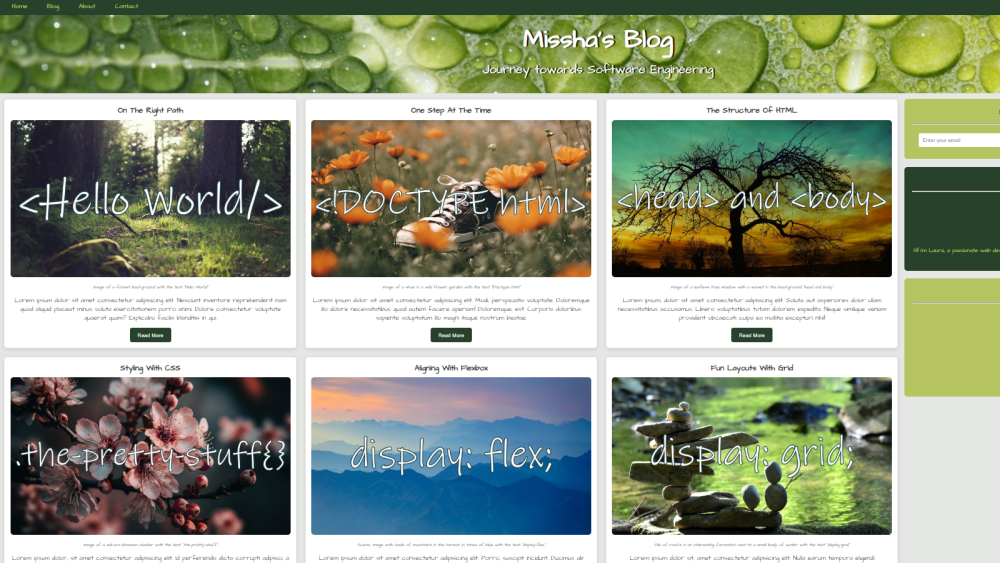 Home Blog About Contact
Missha's Blog
Journey towards Software Engineering
On The Right Path
<Hello World/>
Image of a forest background with the text "Hello World"
Lorem ipsum dolor sit amet consectetur adipisicing elit. Nesciunt inventore reprehenderit nam
quod aliquid placeat minus soluta exercitationem porro animi. Dolore consectetur voluptate
quaerat quam? Explicabo facilis blanditiis in qui.
Read More
One Step At The Time
<!DOCTYPE html>
Image of a shoe in a wild flower garden with the text "Doctype html"
Lorem ipsum dolor sit amet consectetur adipisicing elit. Modi, perspiciatis voluptate. Doloremque
illo dolore necessitatibus quod autem facere aperiam! Doloremque, est. Corporis doloribus
sapiente voluptatum illo magni itaque nostrum beatae.
Read More
The Structure Of HTML
<head> and <body>
Image of a leafless tree shadow with a sunset in the background "head and body"
Lorem ipsum dolor sit amet consectetur adipisicing elit. Soluta aut asperiores dolor ullam
necessitatibus accusamus. Libero voluptatibus totam dolorem expedita. Neque similique veniam
provident obcaecati culpa ea mollitia excepturi nihil!
Read More
Enter your email
Hi! Im Laura, a passionate web
Styling With CSS
.the-pretty-stuff{}
Image of a sakura blossom cluster with the text "the-pretty-stuff"
Lorem ipsum dolor, sit amet consectetur adipisicing elit. Id perferendis dicta corrupti adipisci, a
Aligning With Flexbox
display: flex;
Scenic image with loads of mountains in the horizon in tones of blue with the text "display:flex"
Lorem ipsum dolor sit amet consectetur adipisicing elit. Porro, suscipit incidunt. Ducimus ab
Fun Layouts With Grid
display: grid;
Pile of rocks in an interesting formation next to a small body of water with the text "display:grid"
Lorem ipsum dolor sit amet consectetur adipisicing elit. Nulla earum tempora eligendi